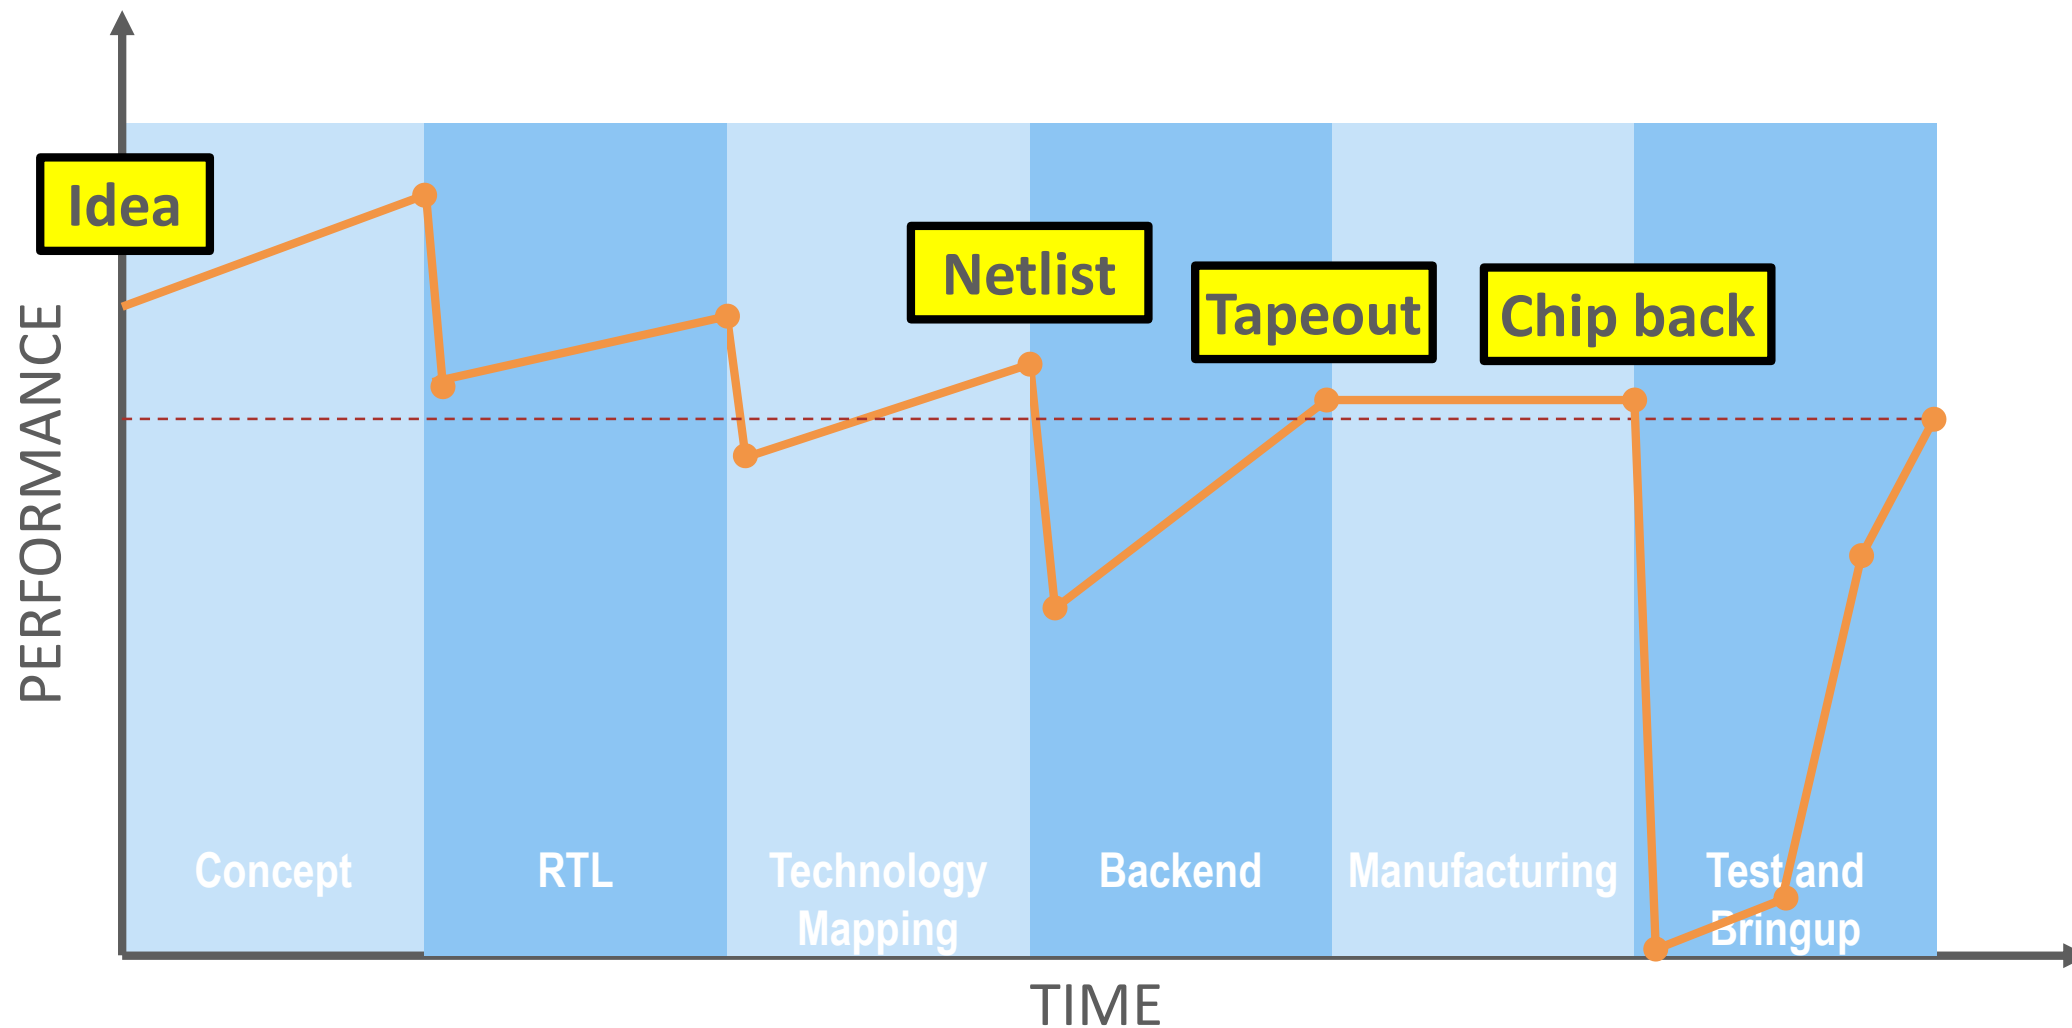 Idea
Netlist
Tapeout
Chip back
PERFORMANCE
Concept
RTL
Technology
Mapping
Backend
Manufacturing
Test and
Bringup
TIME